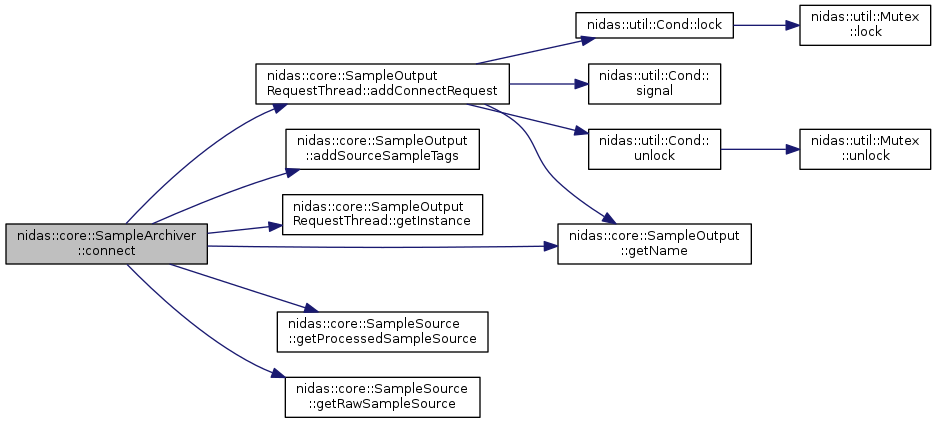 nidas::core::SampleArchiver
::connect
nidas::core::SampleOutput
RequestThread::addConnectRequest
nidas::core::SampleOutput
::addSourceSampleTags
nidas::core::SampleOutput
RequestThread::getInstance
nidas::core::SampleSource
::getProcessedSampleSource
nidas::core::SampleSource
::getRawSampleSource
nidas::util::Cond::lock
nidas::util::Cond::
signal
nidas::util::Cond::
unlock
nidas::core::SampleOutput
::getName
nidas::util::Mutex
::lock
nidas::util::Mutex
::unlock